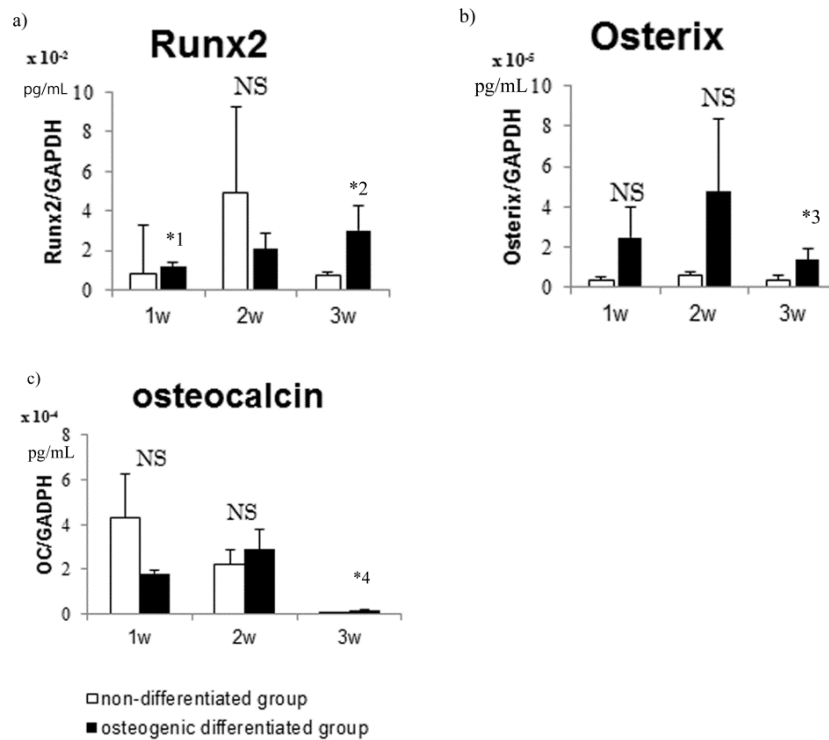 a)
Runx2
x 10-2
pg/mL
Runx2/GAPDH
10
8
6
4
2
0
NS
*1
*2
1w 2w 3w
b)
Osterix
x 10-5
pg/mL
Osterix/GAPDH
10
8
6
4
2
0
NS
NS
*3
1w 2w 3w
c)
osteocalcin
x 10-4
pg/mL
OC/GADPH
8
6
4
2
0
NS
NS
*4
1w 2w 3w
non-differentiated group
osteogenic differentiated group